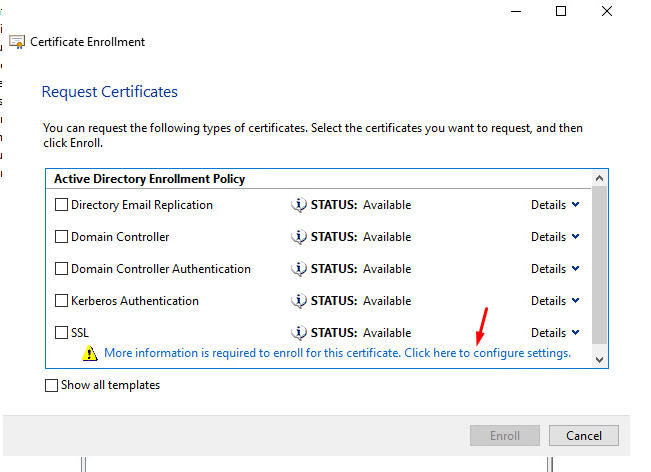 Certificate Enrollment
Request Certificates
You can request the following types of certificates. Select the certificates you want to request, and then
click Enroll.
Active Directory Enrollment Policy
Directory Email Replication STATUS: Available Details
Domain Controller STATUS: Available Details
Domain Controller Authentication STATUS: Available Details
Kerberos Authentication STATUS: Available Details
SSL STATUS: Available Details
More information is required to enroll for this certificate. Click here to configure settings.
Show all templates
Enroll Cancel